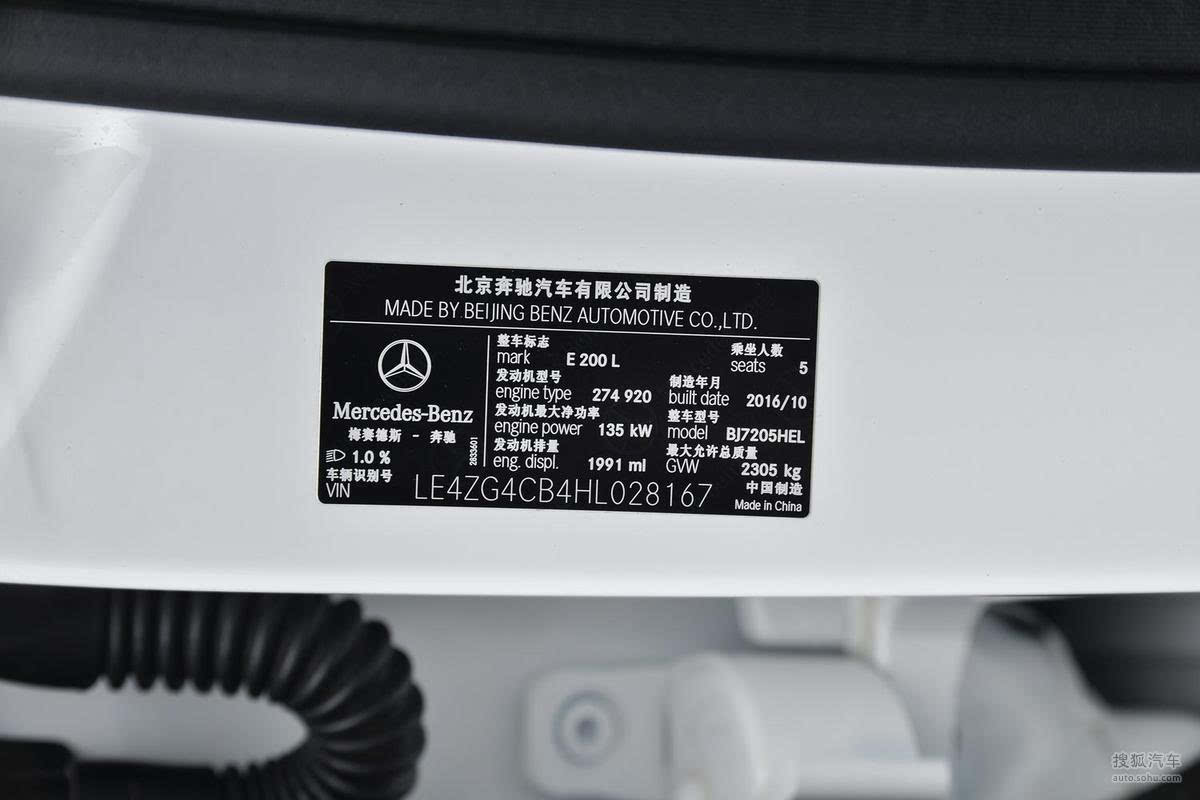 北京奔驰汽车有限公司制造
MADE BY BEIJING BENZ AUTOMOTIVE CO.,LTD.
Mercedes-Benz
梅赛德斯 - 奔驰
1.0 %
2833601
整车标志
mark E 200 L
乘坐人数
seats 5
发动机型号
engine type 274 920
制造年月
built date 2016/10
发动机最大净功率
engine power 135 kW
整车型号
model BJ7205HEL
发动机排量
eng. displ. 1991 ml
最大允许总质量
GVW 2305 kg
车辆识别号
VIN LE4ZG4CB4HL028167
中国制造
Made in China
搜狐汽车
auto.sohu.com